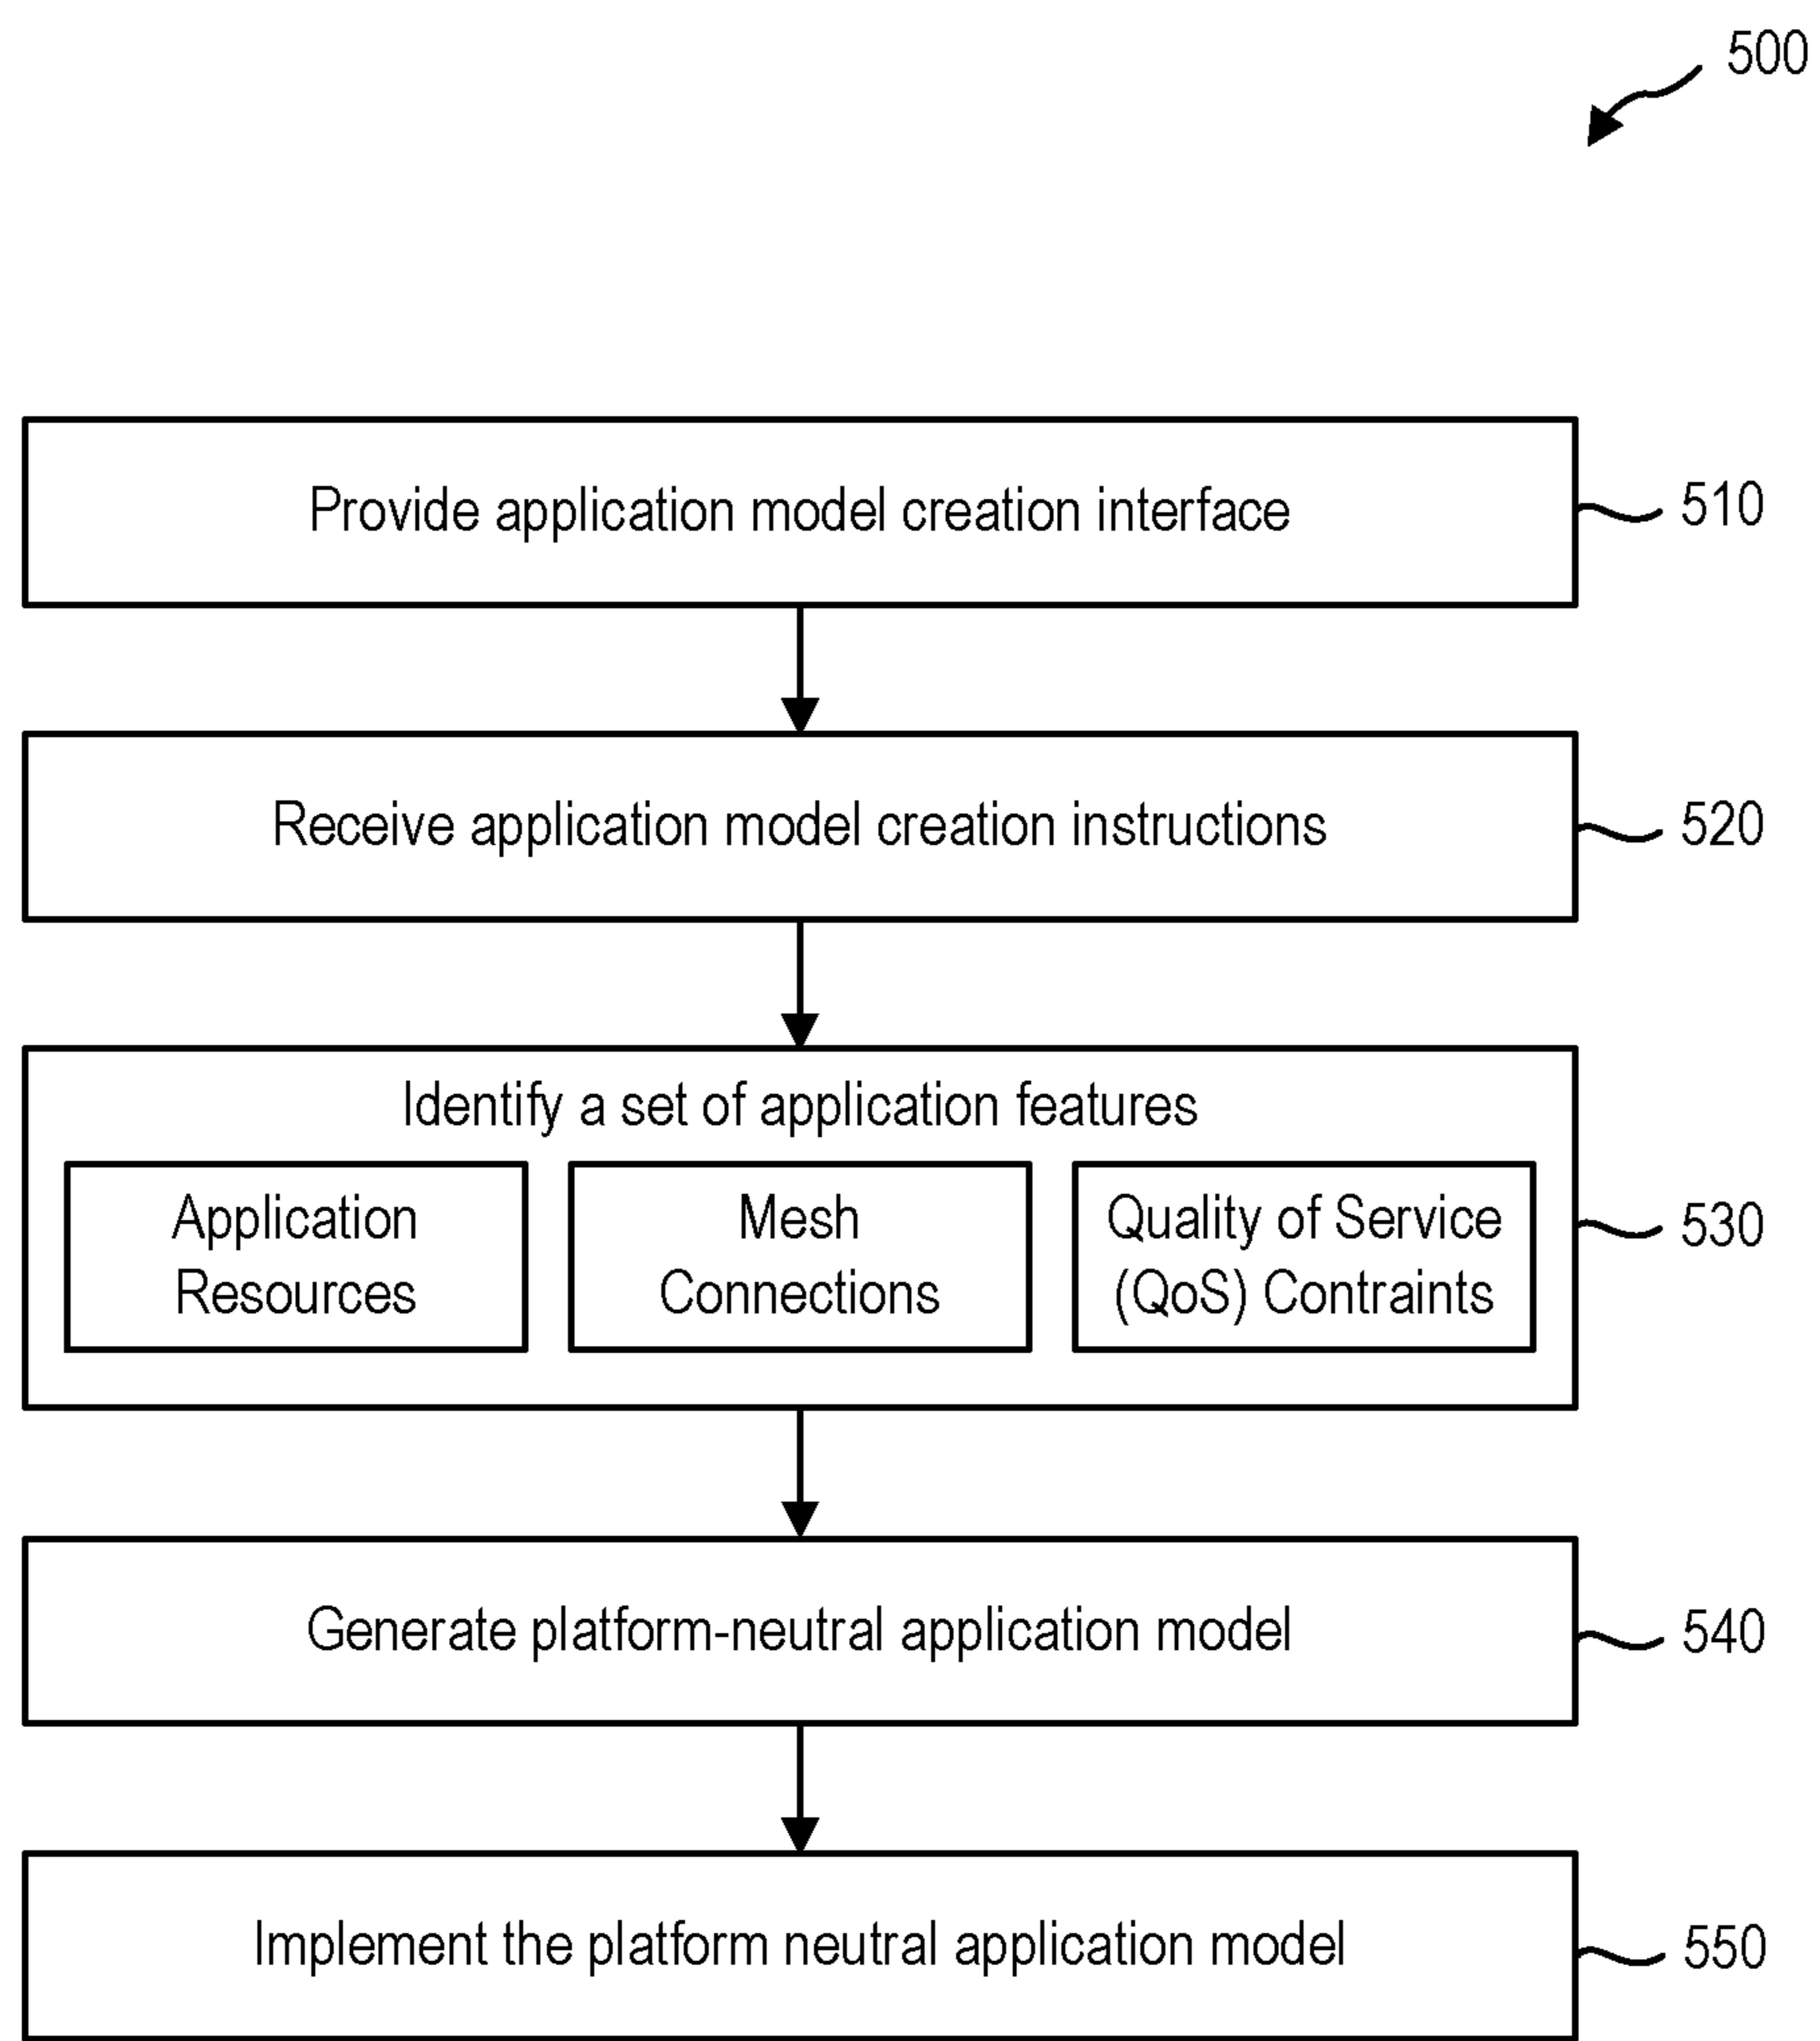 500
Provide application model creation interface
510
Receive application model creation instructions
520
Identify a set of application features
Application
Resources
Mesh
Connections
Quality of Service
(QoS) Contraints
530
Generate platform-neutral application model
540
Implement the platform neutral application model
550